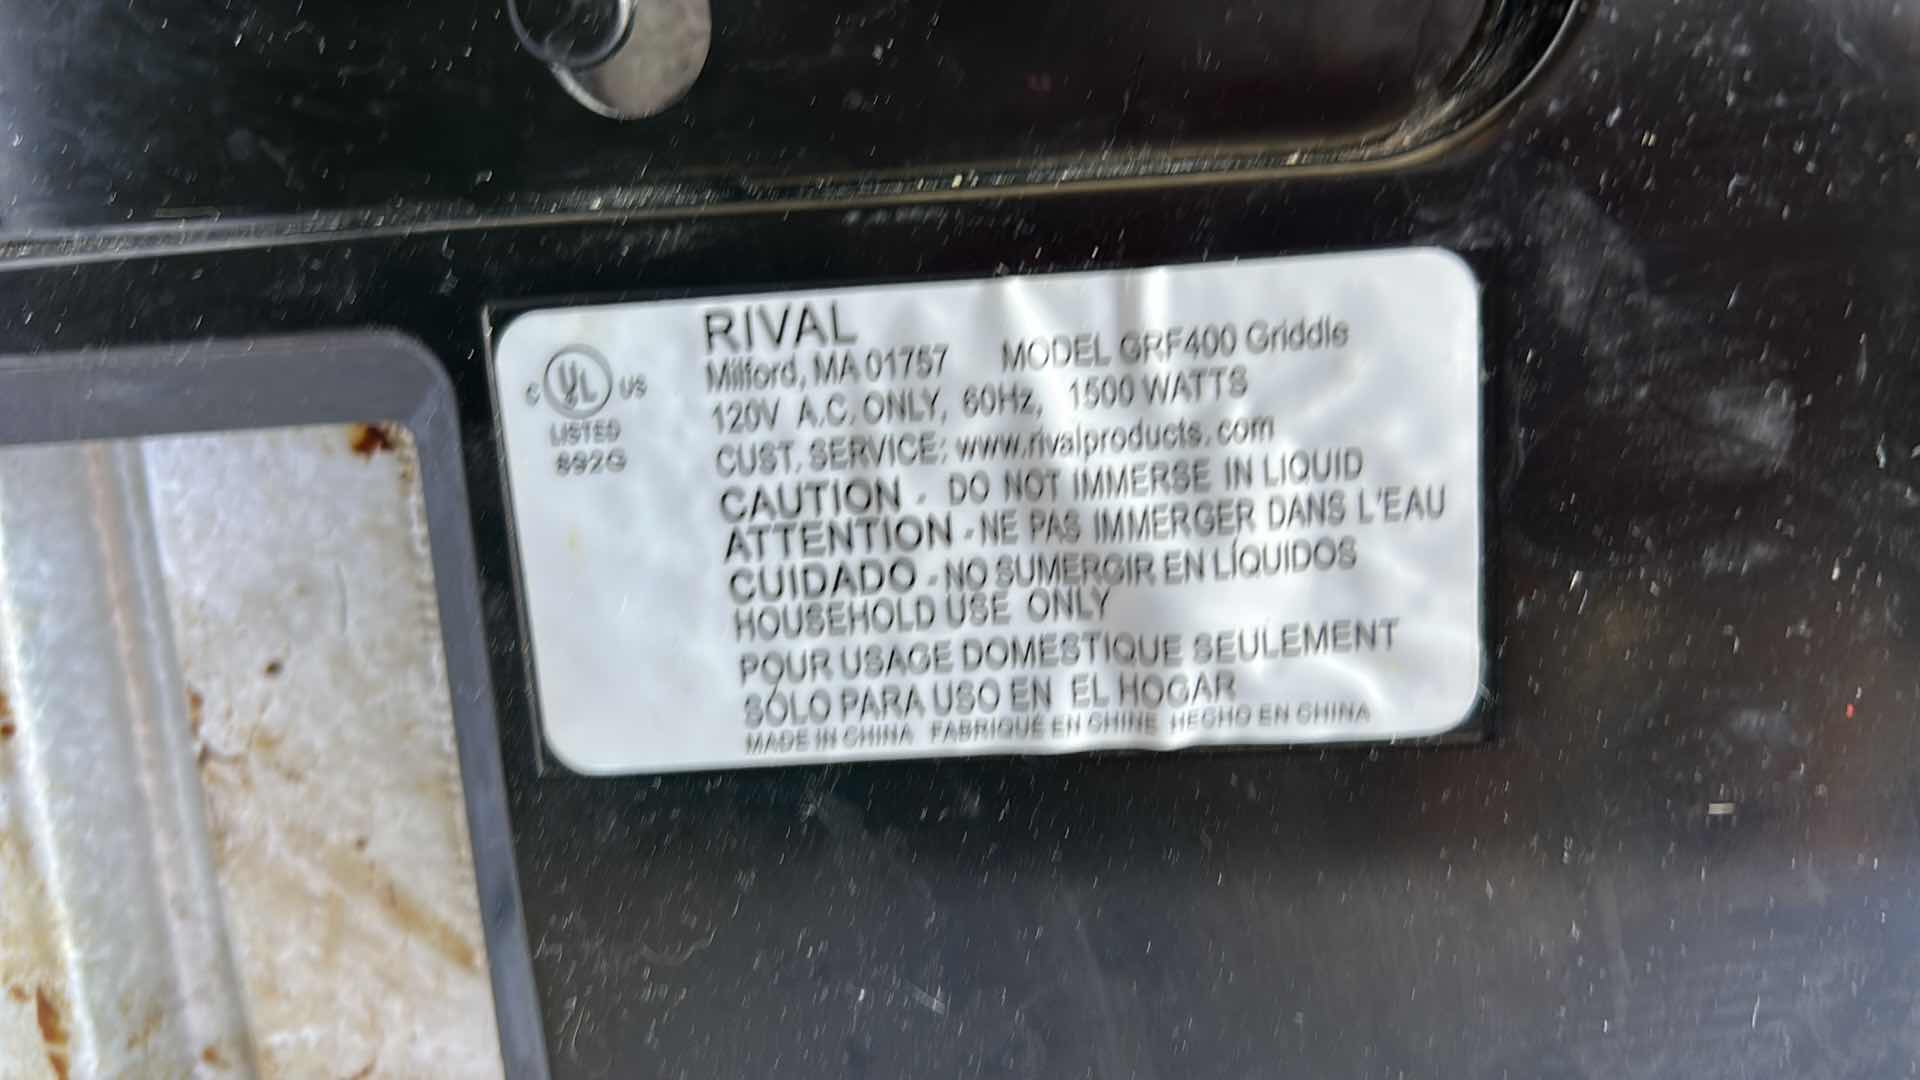 RIVAL
Milford, MA 01757 MODEL GRF400 Griddle
120V A.C. ONLY, 60Hz, 1500 WATTS
CUST. SERVICE: www.rivalproducts.com
CAUTION - DO NOT IMMERSE IN LIQUID
ATTENTION - NE PAS IMMERGER DANS L'EAU
CUIDADO - NO SUMERGIR EN LÍQUIDOS
HOUSEHOLD USE ONLY
POUR USAGE DOMESTIQUE SEULEMENT
SÓLO PARA USO EN EL HOGAR
MADE IN CHINA FABRIQUÉ EN CHINE HECHO EN CHINA
C UL US
LISTED
892G